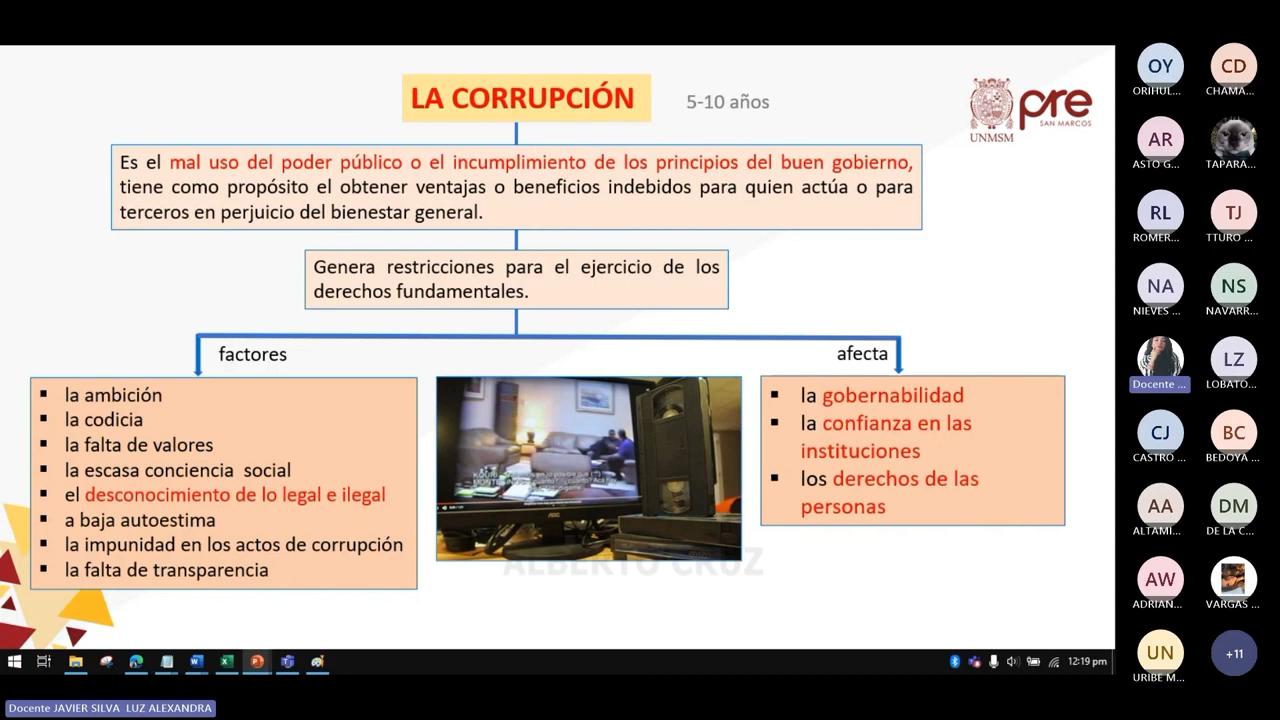 LA CORRUPCIÓN
5-10 años
UNMSM
pre
SAN MARCOS
Es el mal uso del poder público o el incumplimiento de los principios del buen gobierno,
tiene como propósito el obtener ventajas o beneficios indebidos para quien actúa o para
terceros en perjuicio del bienestar general.
Genera restricciones para el ejercicio de los
derechos fundamentales.
factores
afecta
▪ la ambición
▪ la codicia
▪ la falta de valores
▪ la escasa conciencia social
▪ el desconocimiento de lo legal e ilegal
▪ a baja autoestima
▪ la impunidad en los actos de corrupción
▪ la falta de transparencia
AOC
▪ la gobernabilidad
▪ la confianza en las
instituciones
▪ los derechos de las
personas
ALBERTO CRUZ
12:19 pm
OY
ORIHUL...
CD
CHAMA...
AR
ASTO G...
TAPARA...
RL
ROMER...
TJ
TTURO ...
NA
NIEVES ...
NS
NAVARR...
Docente ...
LZ
LOBATO...
CJ
CASTRO ...
BC
BEDOYA ...
AA
ALTAMI...
DM
DE LA C...
AW
ADRIAN...
VARGAS ...
UN
URIBE M...
+11
Docente JAVIER SILVA LUZ ALEXANDRA